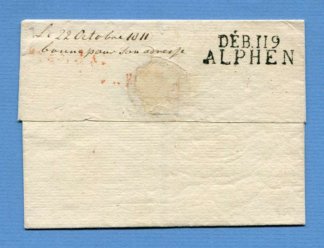 Le 22 Octobre 1811
bonne pour son adresse
DÉB.119
ALPHEN